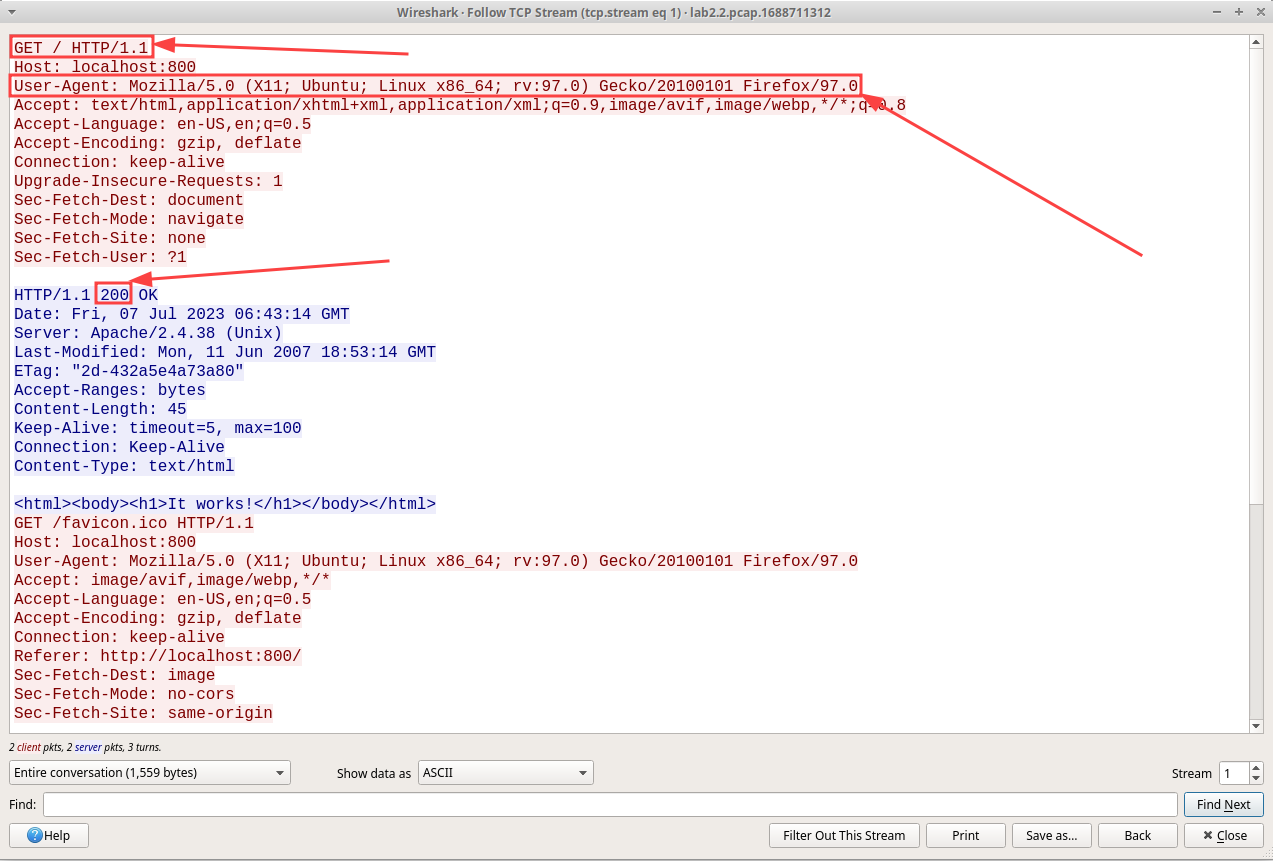 Wireshark · Follow TCP Stream (tcp.stream eq 1) · lab2.2.pcap.1688711312
GET / HTTP/1.1
Host: localhost:800
User-Agent: Mozilla/5.0 (X11; Ubuntu; Linux x86_64; rv:97.0) Gecko/20100101 Firefox/97.0
Accept: text/html,application/xhtml+xml,application/xml;q=0.9,image/avif,image/webp,*/*;q=0.8
Accept-Language: en-US,en;q=0.5
Accept-Encoding: gzip, deflate
Connection: keep-alive
Upgrade-Insecure-Requests: 1
Sec-Fetch-Dest: document
Sec-Fetch-Mode: navigate
Sec-Fetch-Site: none
Sec-Fetch-User: ?1
HTTP/1.1 200 OK
Date: Fri, 07 Jul 2023 06:43:14 GMT
Server: Apache/2.4.38 (Unix)
Last-Modified: Mon, 11 Jun 2007 18:53:14 GMT
ETag: "2d-432a5e4a73a80"
Accept-Ranges: bytes
Content-Length: 45
Keep-Alive: timeout=5, max=100
Connection: Keep-Alive
Content-Type: text/html
<html><body><h1>It works!</h1></body></html>
GET /favicon.ico HTTP/1.1
Host: localhost:800
User-Agent: Mozilla/5.0 (X11; Ubuntu; Linux x86_64; rv:97.0) Gecko/20100101 Firefox/97.0
Accept: image/avif,image/webp,*/*
Accept-Language: en-US,en;q=0.5
Accept-Encoding: gzip, deflate
Connection: keep-alive
Referer: http://localhost:800/
Sec-Fetch-Dest: image
Sec-Fetch-Mode: no-cors
Sec-Fetch-Site: same-origin
2 client pkts, 2 server pkts, 3 turns.
Entire conversation (1,559 bytes) Show data as ASCII Stream 1
Find: Find Next
Help Filter Out This Stream Print Save as... Back Close